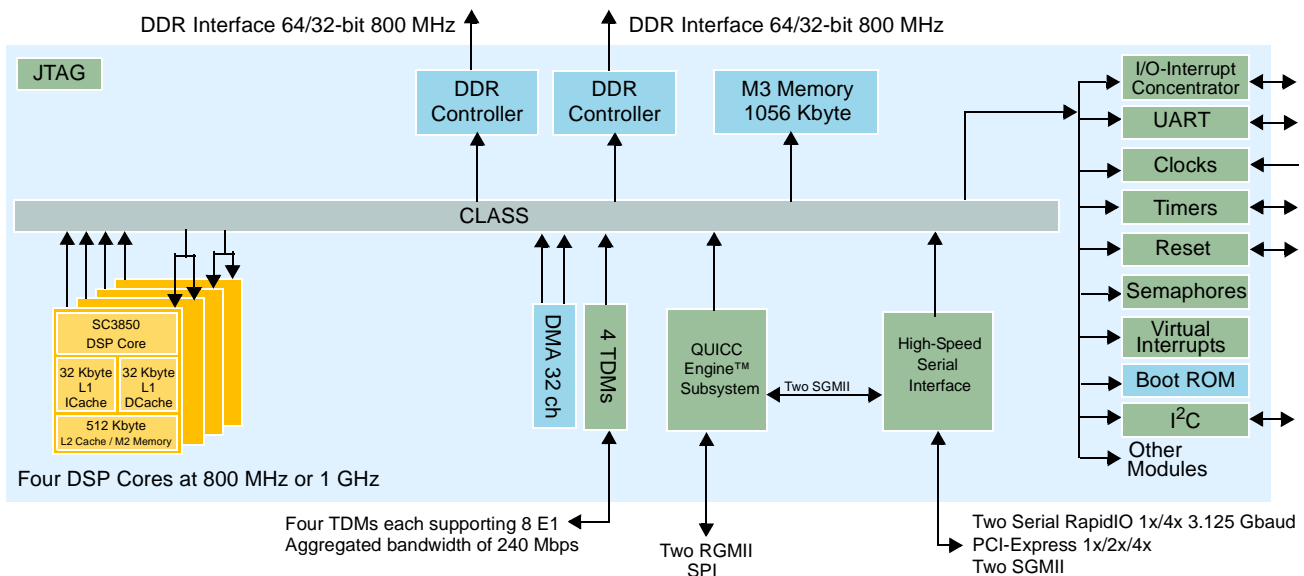 DDR Interface 64/32-bit 800 MHz
DDR Interface 64/32-bit 800 MHz
JTAG
DDR
Controller
DDR
Controller
M3 Memory
1056 Kbyte
I/O-Interrupt
Concentrator
UART
Clocks
Timers
Reset
Semaphores
Virtual
Interrupts
Boot ROM
I²C
Other
Modules
CLASS
SC3850
DSP Core
32 Kbyte
L1
ICache
32 Kbyte
L1
DCache
512 Kbyte
L2 Cache / M2 Memory
DMA 32 ch
4 TDMs
QUICC
Engine™
Subsystem
Two SGMII
High-Speed
Serial
Interface
Four DSP Cores at 800 MHz or 1 GHz
Four TDMs each supporting 8 E1
Aggregated bandwidth of 240 Mbps
Two RGMII
SPI
Two Serial RapidIO 1x/4x 3.125 Gbaud
PCI-Express 1x/2x/4x
Two SGMII